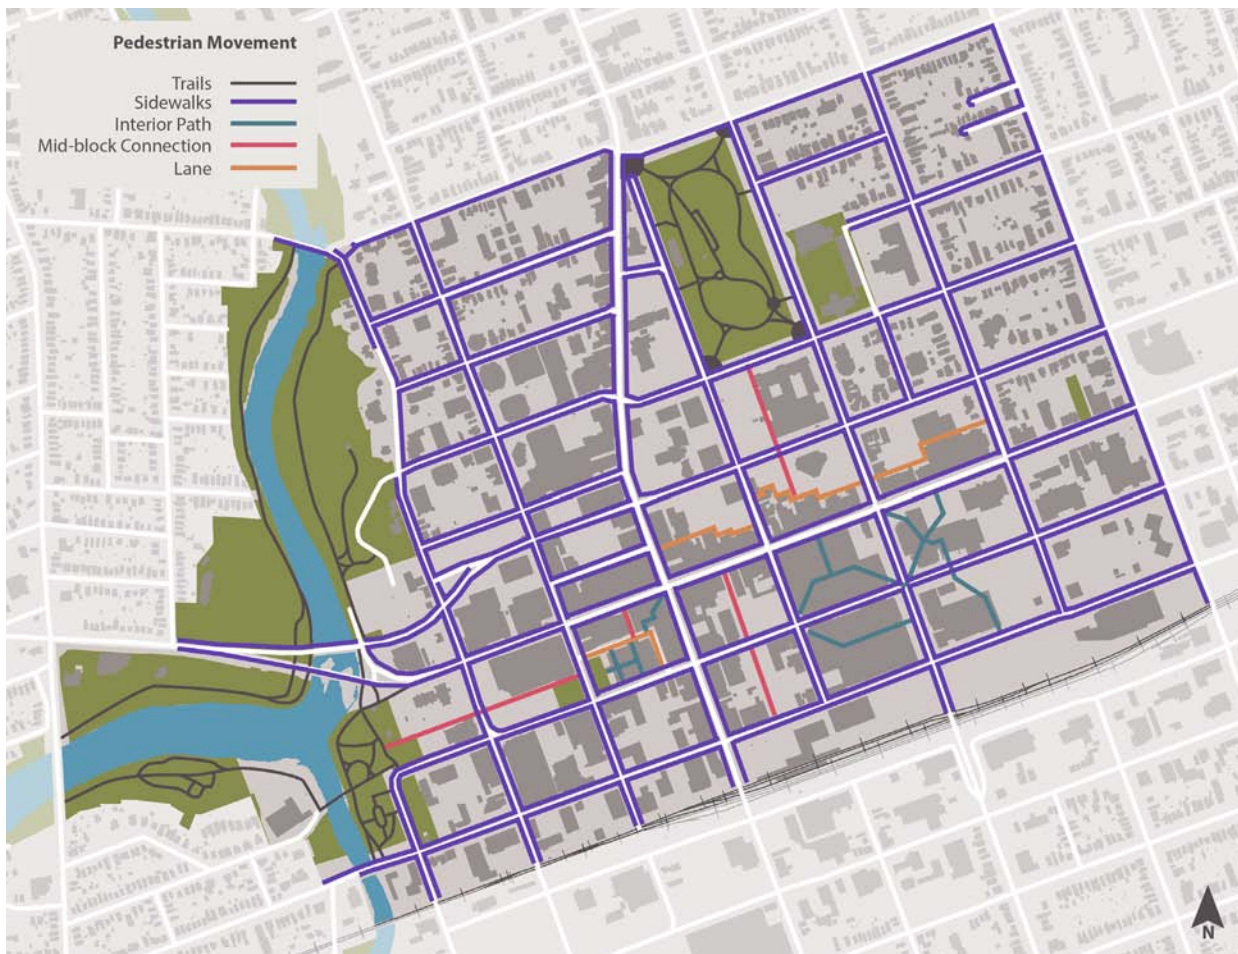 Pedestrian Movement
Trails
Sidewalks
Interior Path
Mid-block Connection
Lane
N